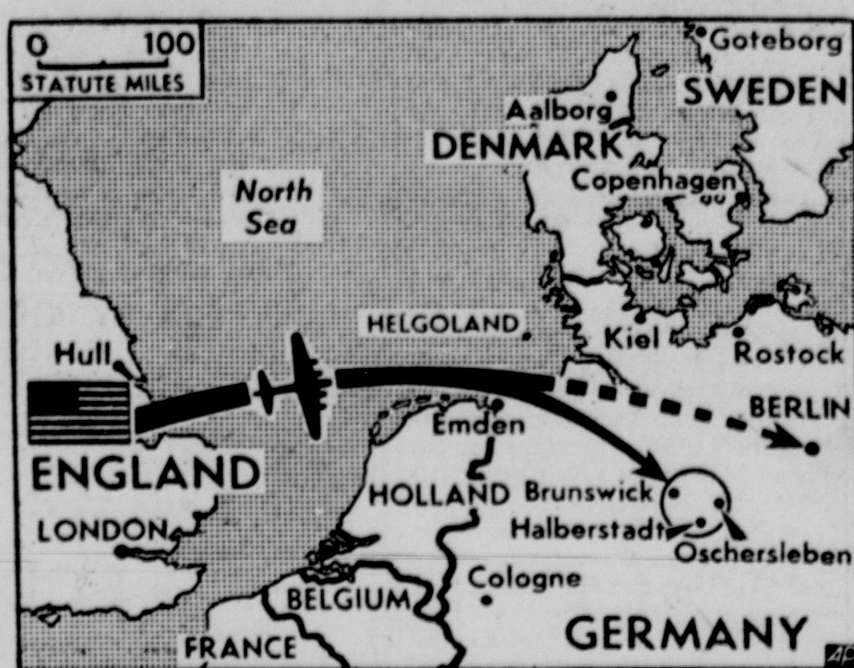 0 100
STATUTE MILES
Goteborg
SWEDEN
Aalborg
DENMARK
Copenhagen
North
Sea
HELGOLAND
Kiel
Rostock
Hull
BERLIN
Emden
ENGLAND
HOLLAND
Brunswick
Halberstadt
Oschersleben
LONDON
Cologne
BELGIUM
GERMANY
FRANCE
AP